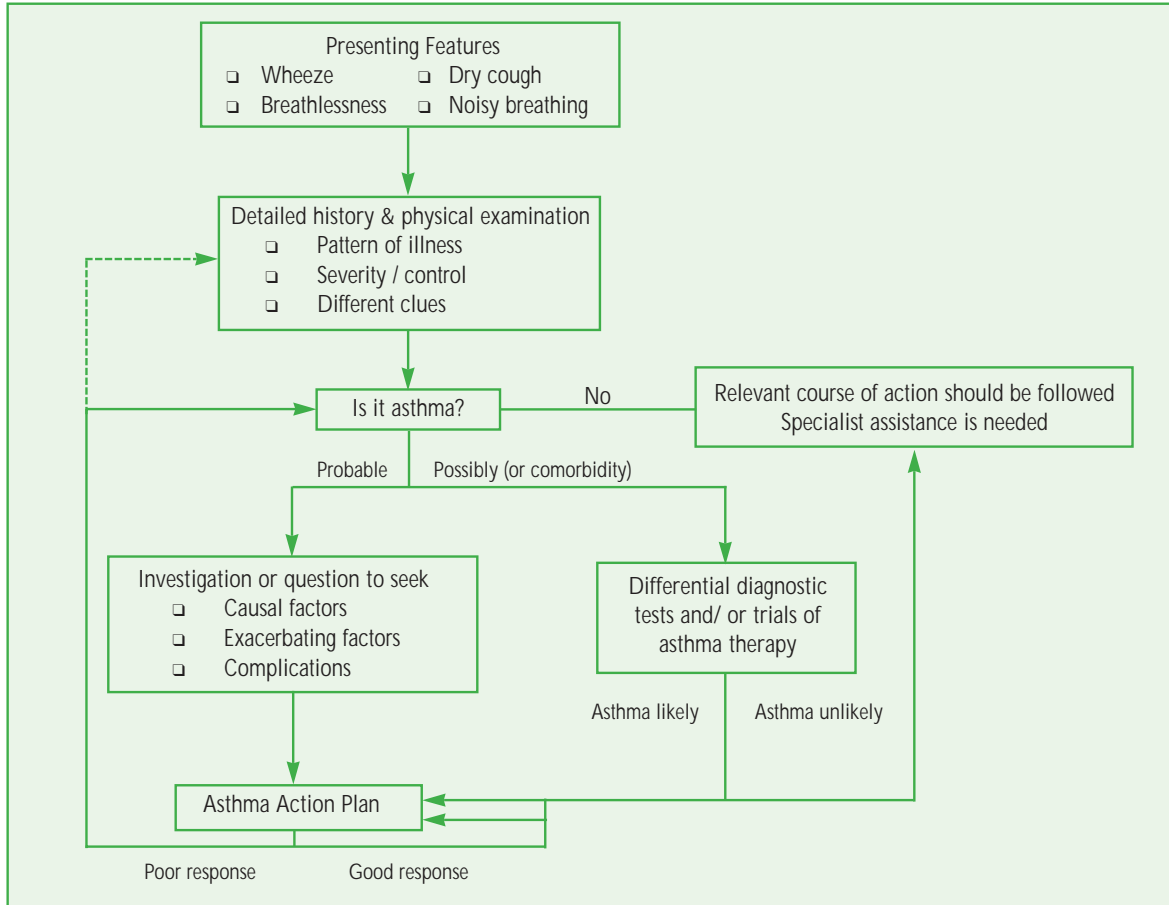 Presenting Features
❏ Wheeze ❏ Dry cough
❏ Breathlessness ❏ Noisy breathing
Detailed history & physical examination
❏ Pattern of illness
❏ Severity / control
❏ Different clues
Is it asthma?
No
Relevant course of action should be followed
Specialist assistance is needed
Probable
Possibly (or comorbidity)
Investigation or question to seek
❏ Causal factors
❏ Exacerbating factors
❏ Complications
Differential diagnostic
tests and/ or trials of
asthma therapy
Asthma likely
Asthma unlikely
Asthma Action Plan
Poor response
Good response